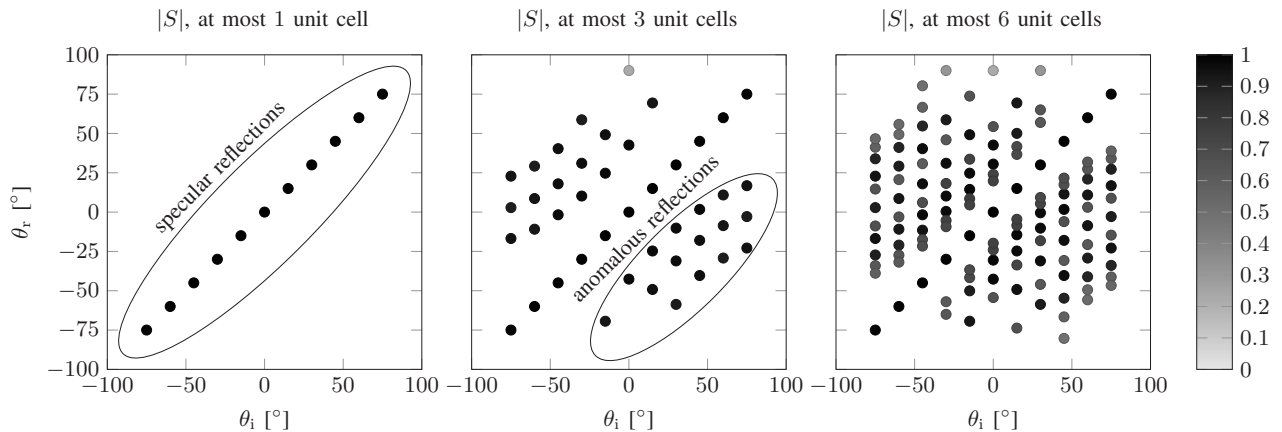 |S|, at most 1 unit cell
|S|, at most 3 unit cells
|S|, at most 6 unit cells
100
75
50
25
0
−25
−50
−75
−100
θr [°]
specular reflections
anomalous reflections
1
0.9
0.8
0.7
0.6
0.5
0.4
0.3
0.2
0.1
0
−100 −50 0 50 100
−100 −50 0 50 100
−100 −50 0 50 100
θi [°]
θi [°]
θi [°]